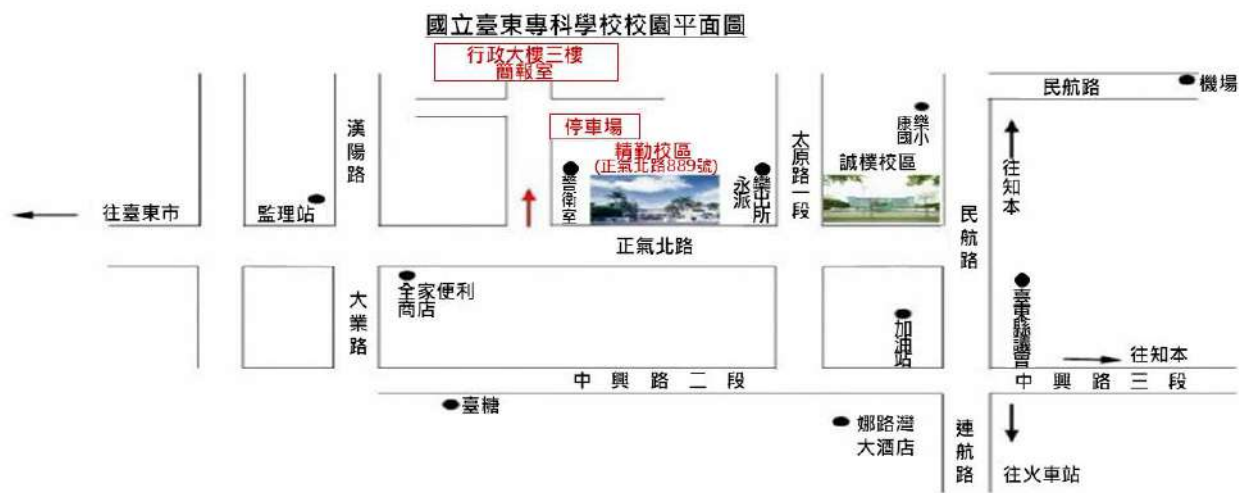 國立臺東專科學校校園平面圖
行政大樓三樓
簡報室
民航路
機場
停車場
漢陽路
康樂
國小
太原路一段
精勤校區
(正氣北路889號)
誠樸校區
往知本
警衛室
永樂
派出所
往臺東市
監理站
正氣北路
民航路
全家便利
商店
大業路
加油站
臺東縣議會
往知本
中興路二段
中興路三段
臺糖
娜路灣
大酒店
連航路
往火車站